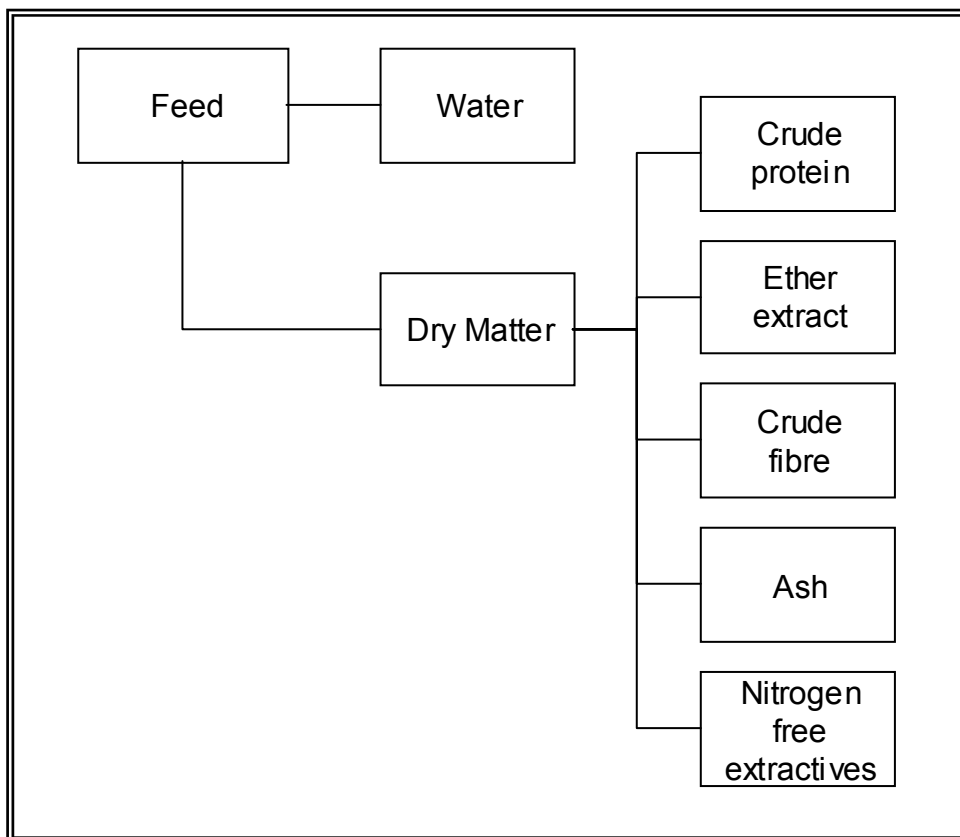 Feed
Water
Crude
protein
Ether
extract
Dry Matter
Crude
fibre
Ash
Nitrogen
free
extractives